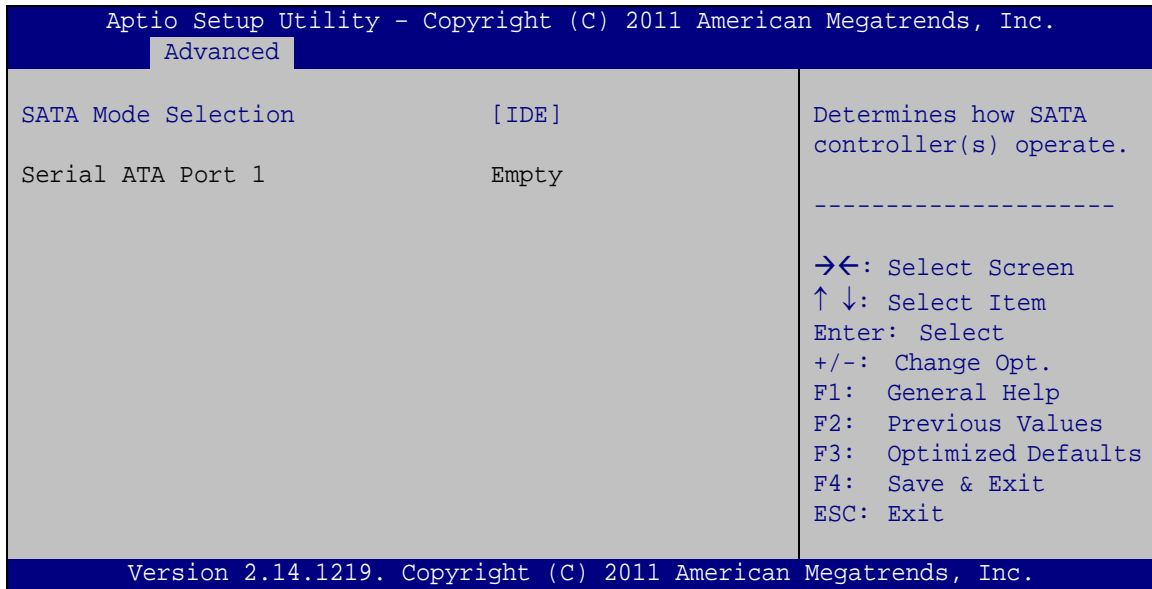 Aptio Setup Utility – Copyright (C) 2011 American Megatrends, Inc.
Advanced
SATA Mode Selection [IDE]
Serial ATA Port 1 Empty
Determines how SATA
controller(s) operate.
---------------------
→←: Select Screen
↑ ↓: Select Item
Enter: Select
+/-: Change Opt.
F1: General Help
F2: Previous Values
F3: Optimized Defaults
F4: Save & Exit
ESC: Exit
Version 2.14.1219. Copyright (C) 2011 American Megatrends, Inc.